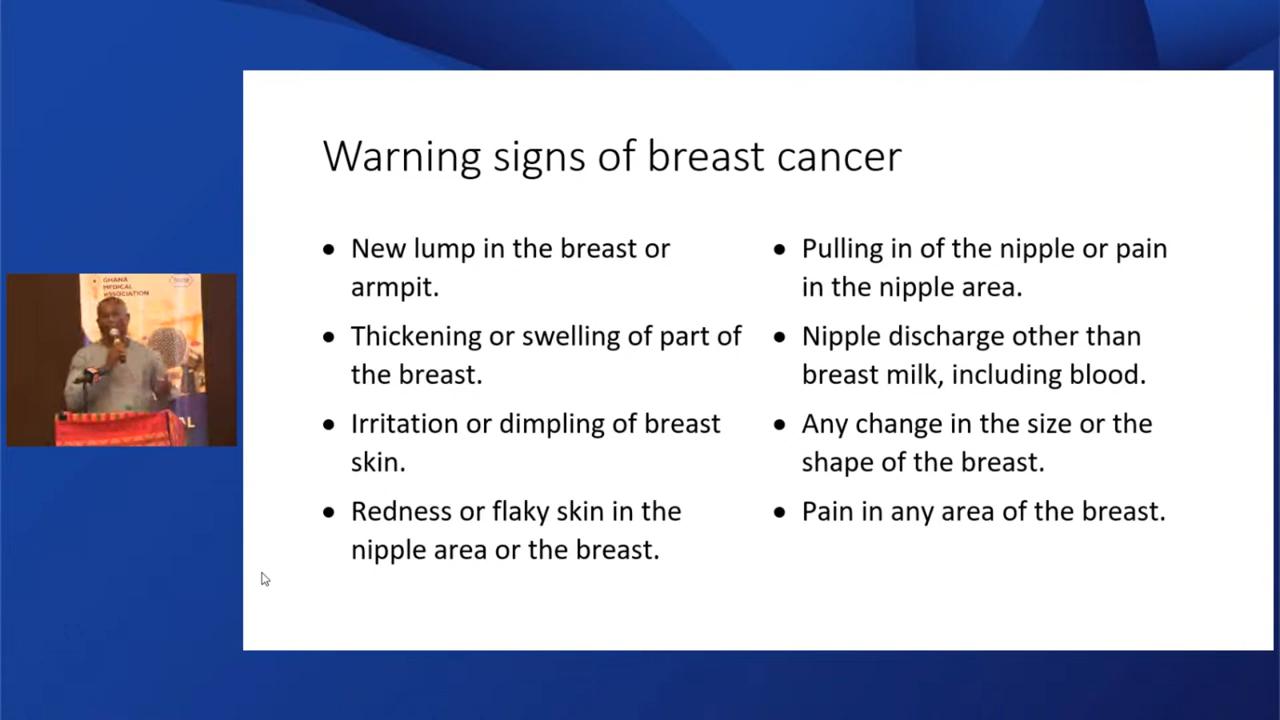 Warning signs of breast cancer
New lump in the breast or
armpit.
Thickening or swelling of part of
the breast.
Irritation or dimpling of breast
skin.
Redness or flaky skin in the
nipple area or the breast.
Pulling in of the nipple or pain
in the nipple area.
Nipple discharge other than
breast milk, including blood.
Any change in the size or the
shape of the breast.
Pain in any area of the breast.
GHANA
MEDICAL
ASSOCIATION